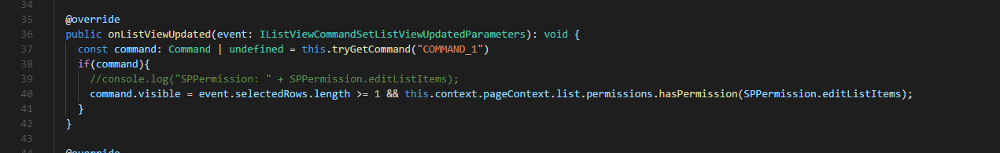 34
35 @override
36 public onListViewUpdated(event: IListViewCommandSetListViewUpdatedParameters): void {
37 const command: Command | undefined = this.tryGetCommand("COMMAND_1")
38 if(command){
39 //console.log("SPPermission: " + SPPermission.editListItems);
40 command.visible = event.selectedRows.length >= 1 && this.context.pageContext.list.permissions.hasPermission(SPPermission.editListItems);
41 }
42 }
43
44 @override